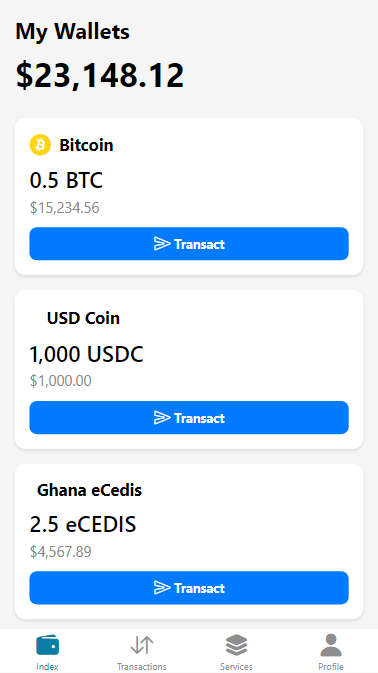 My Wallets
$23,148.12
Bitcoin
0.5 BTC
$15,234.56
Transact
USD Coin
1,000 USDC
$1,000.00
Transact
Ghana eCedis
2.5 eCEDIS
$4,567.89
Transact
Index
Transactions
Services
Profile